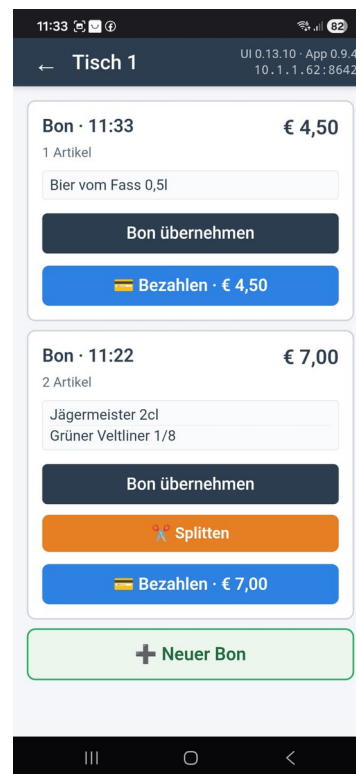 11:33 82
← Tisch 1
UI 0.13.10 · App 0.9.4
10.1.1.62:8642
Bon · 11:33 € 4,50
1 Artikel
Bier vom Fass 0,5l
Bon übernehmen
💳 Bezahlen · € 4,50
Bon · 11:22 € 7,00
2 Artikel
Jägermeister 2cl
Grüner Veltliner 1/8
Bon übernehmen
✂️ Splitten
💳 Bezahlen · € 7,00
➕ Neuer Bon